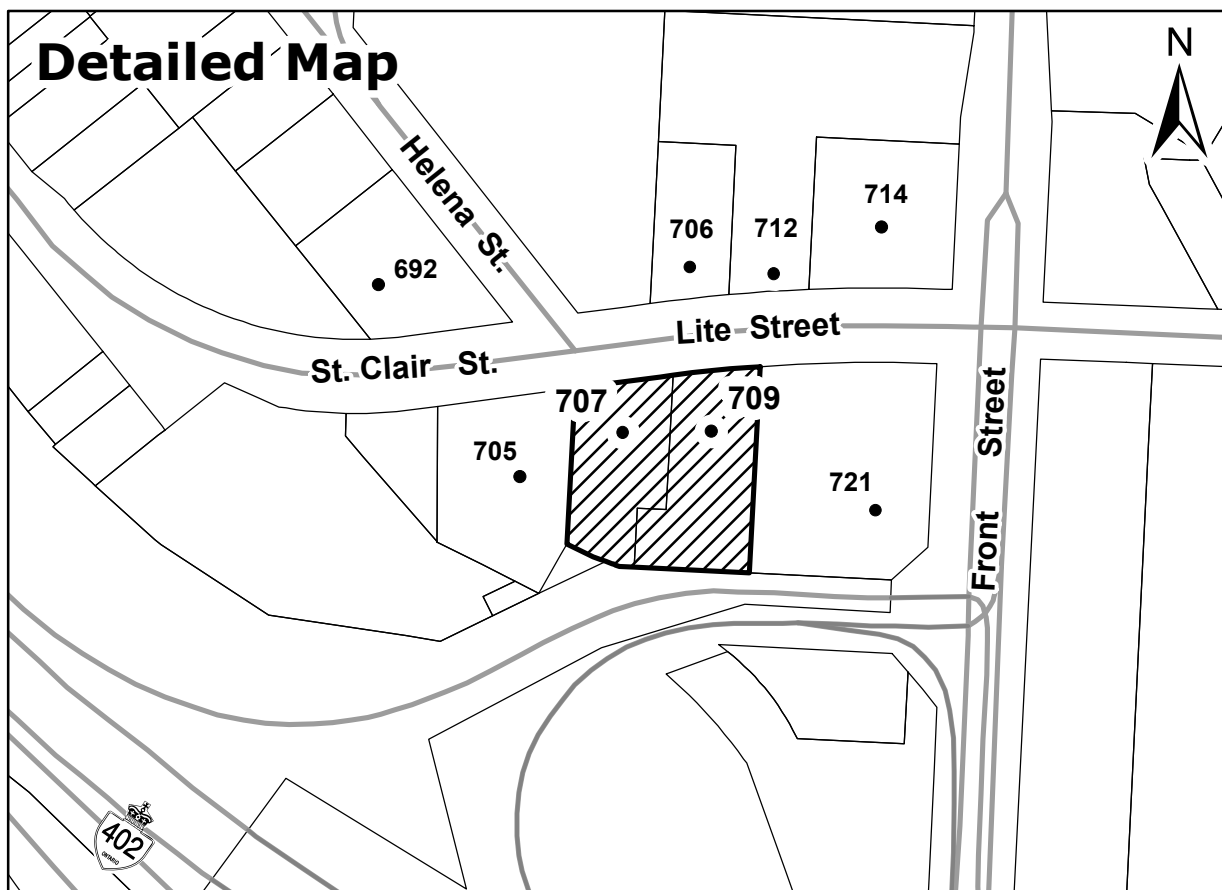 Detailed Map
N
Helena St.
714
706
712
692
Lite Street
St. Clair St.
707
709
705
721
Front Street
402
ONTARIO